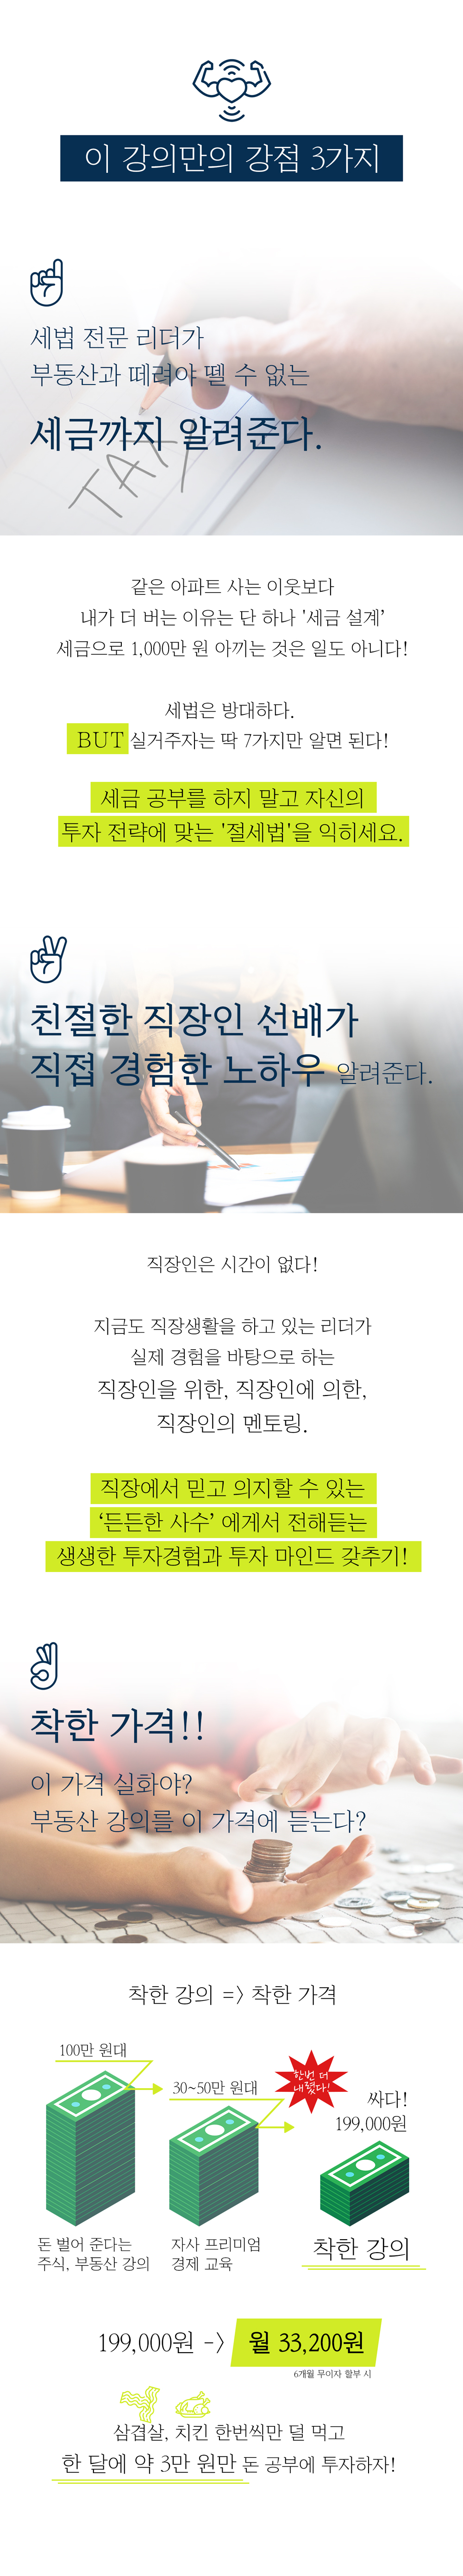 이 강의만의 강점 3가지
세법 전문 리더가
부동산과 떼려야 뗄 수 없는
세금까지 알려준다.
TAX
같은 아파트 사는 이웃보다
내가 더 버는 이유는 단 하나 '세금 설계’
세금으로 1,000만 원 아끼는 것은 일도 아니다!
세법은 방대하다.
BUT 실거주자는 딱 7가지만 알면 된다!
세금 공부를 하지 말고 자신의
투자 전략에 맞는 '절세법'을 익히세요.
친절한 직장인 선배가
직접 경험한 노하우 알려준다.
직장인은 시간이 없다!
지금도 직장생활을 하고 있는 리더가
실제 경험을 바탕으로 하는
직장인을 위한, 직장인에 의한,
직장인의 멘토링.
직장에서 믿고 의지할 수 있는
‘든든한 사수’ 에게서 전해듣는
생생한 투자경험과 투자 마인드 갖추기!
착한 가격!!
이 가격 실화야?
부동산 강의를 이 가격에 듣는다?
착한 강의 => 착한 가격
100만 원대
30~50만 원대
한번 더
내렸다!
싸다!
199,000원
돈 벌어 준다는
주식, 부동산 강의
자사 프리미엄
경제 교육
착한 강의
199,000원 -> 월 33,200원
6개월 무이자 할부 시
삼겹살, 치킨 한번씩만 덜 먹고
한 달에 약 3만 원만 돈 공부에 투자하자!